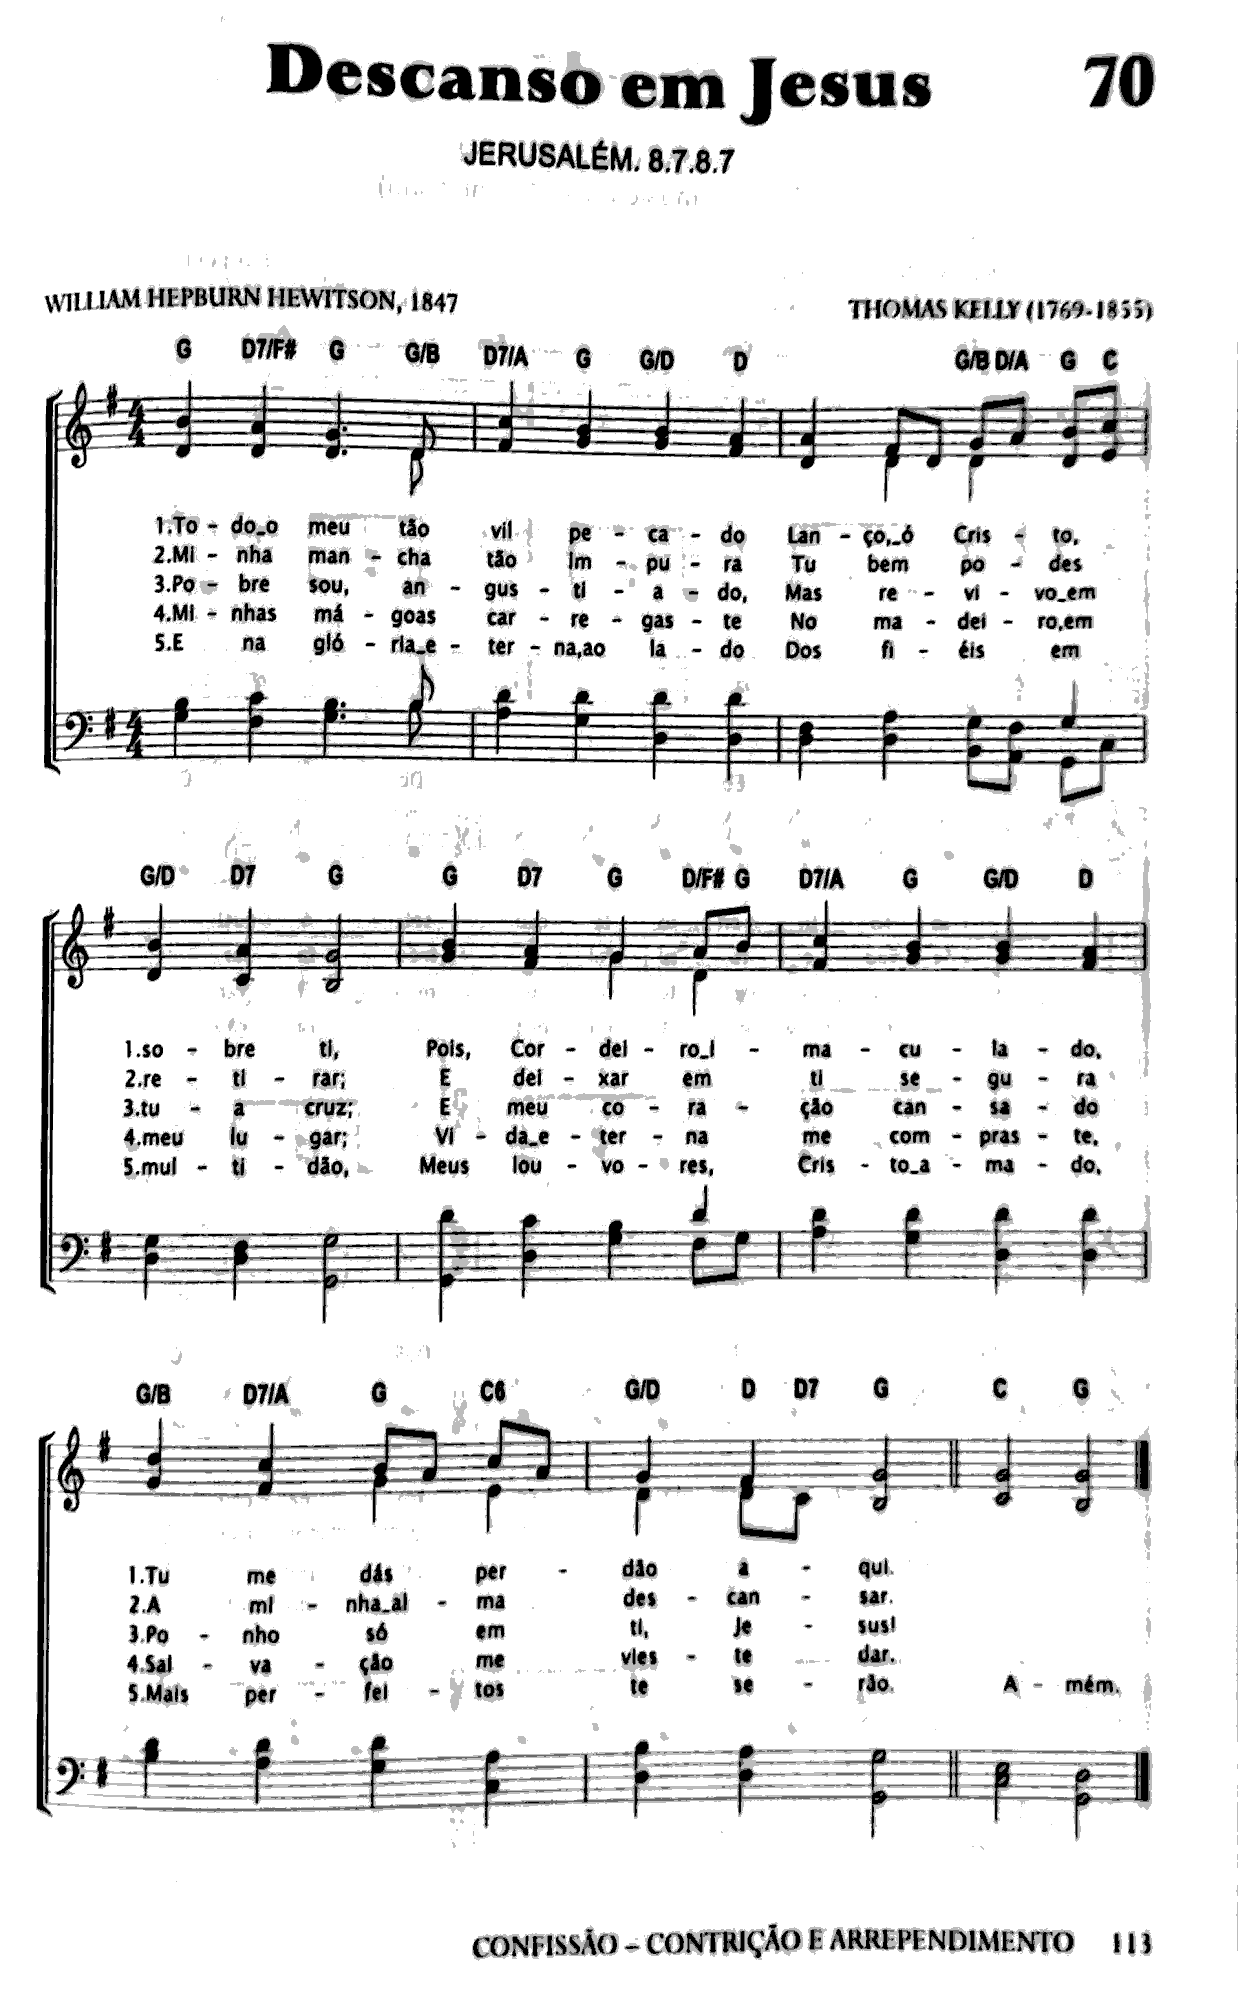 Descanso em Jesus 70
JERUSALÉM. 8.7.8.7
WILLIAM HEPBURN HEWITSON, 1847 THOMAS KELLY (1769-1855)
G D7/F# G G/B D7/A G G/D D G/B D/A G C
1.To - do_o meu tão vil pe - ca - do Lan - ço,_ó Cris - to,
2.Mi - nha man - cha tão im - pu - ra Tu bem po - des
3.Po - bre sou, an - gus - ti - a - do, Mas re - vi - vo_em
4.Mi - nhas má - goas car - re - gas - te No ma - dei - ro,em
5.E na gló - ria_e - ter - na,ao la - do Dos fi - éis em
G/D D7 G G D7 G D/F# G D7/A G G/D D
1.so - bre ti, Pois, Cor - dei - ro_i - ma - cu - la - do,
2.re - ti - rar; E dei - xar em ti se - gu - ra
3.tu - a cruz; E meu co - ra - ção can - sa - do
4.meu lu - gar; Vi - da_e - ter - na me com - pras - te,
5.mul - ti - dão, Meus lou - vo - res, Cris - to_a - ma - do,
G/B D7/A G C6 G/D D D7 G C G
1.Tu me dás per - dão a - qui.
2.A mi - nha_al - ma des - can - sar.
3.Po - nho só em ti, Je - sus!
4.Sal - va - ção me vies - te dar.
5.Mais per - fei - tos te se - rão. A - mém.
CONFISSÃO – CONTRIÇÃO E ARREPENDIMENTO 113